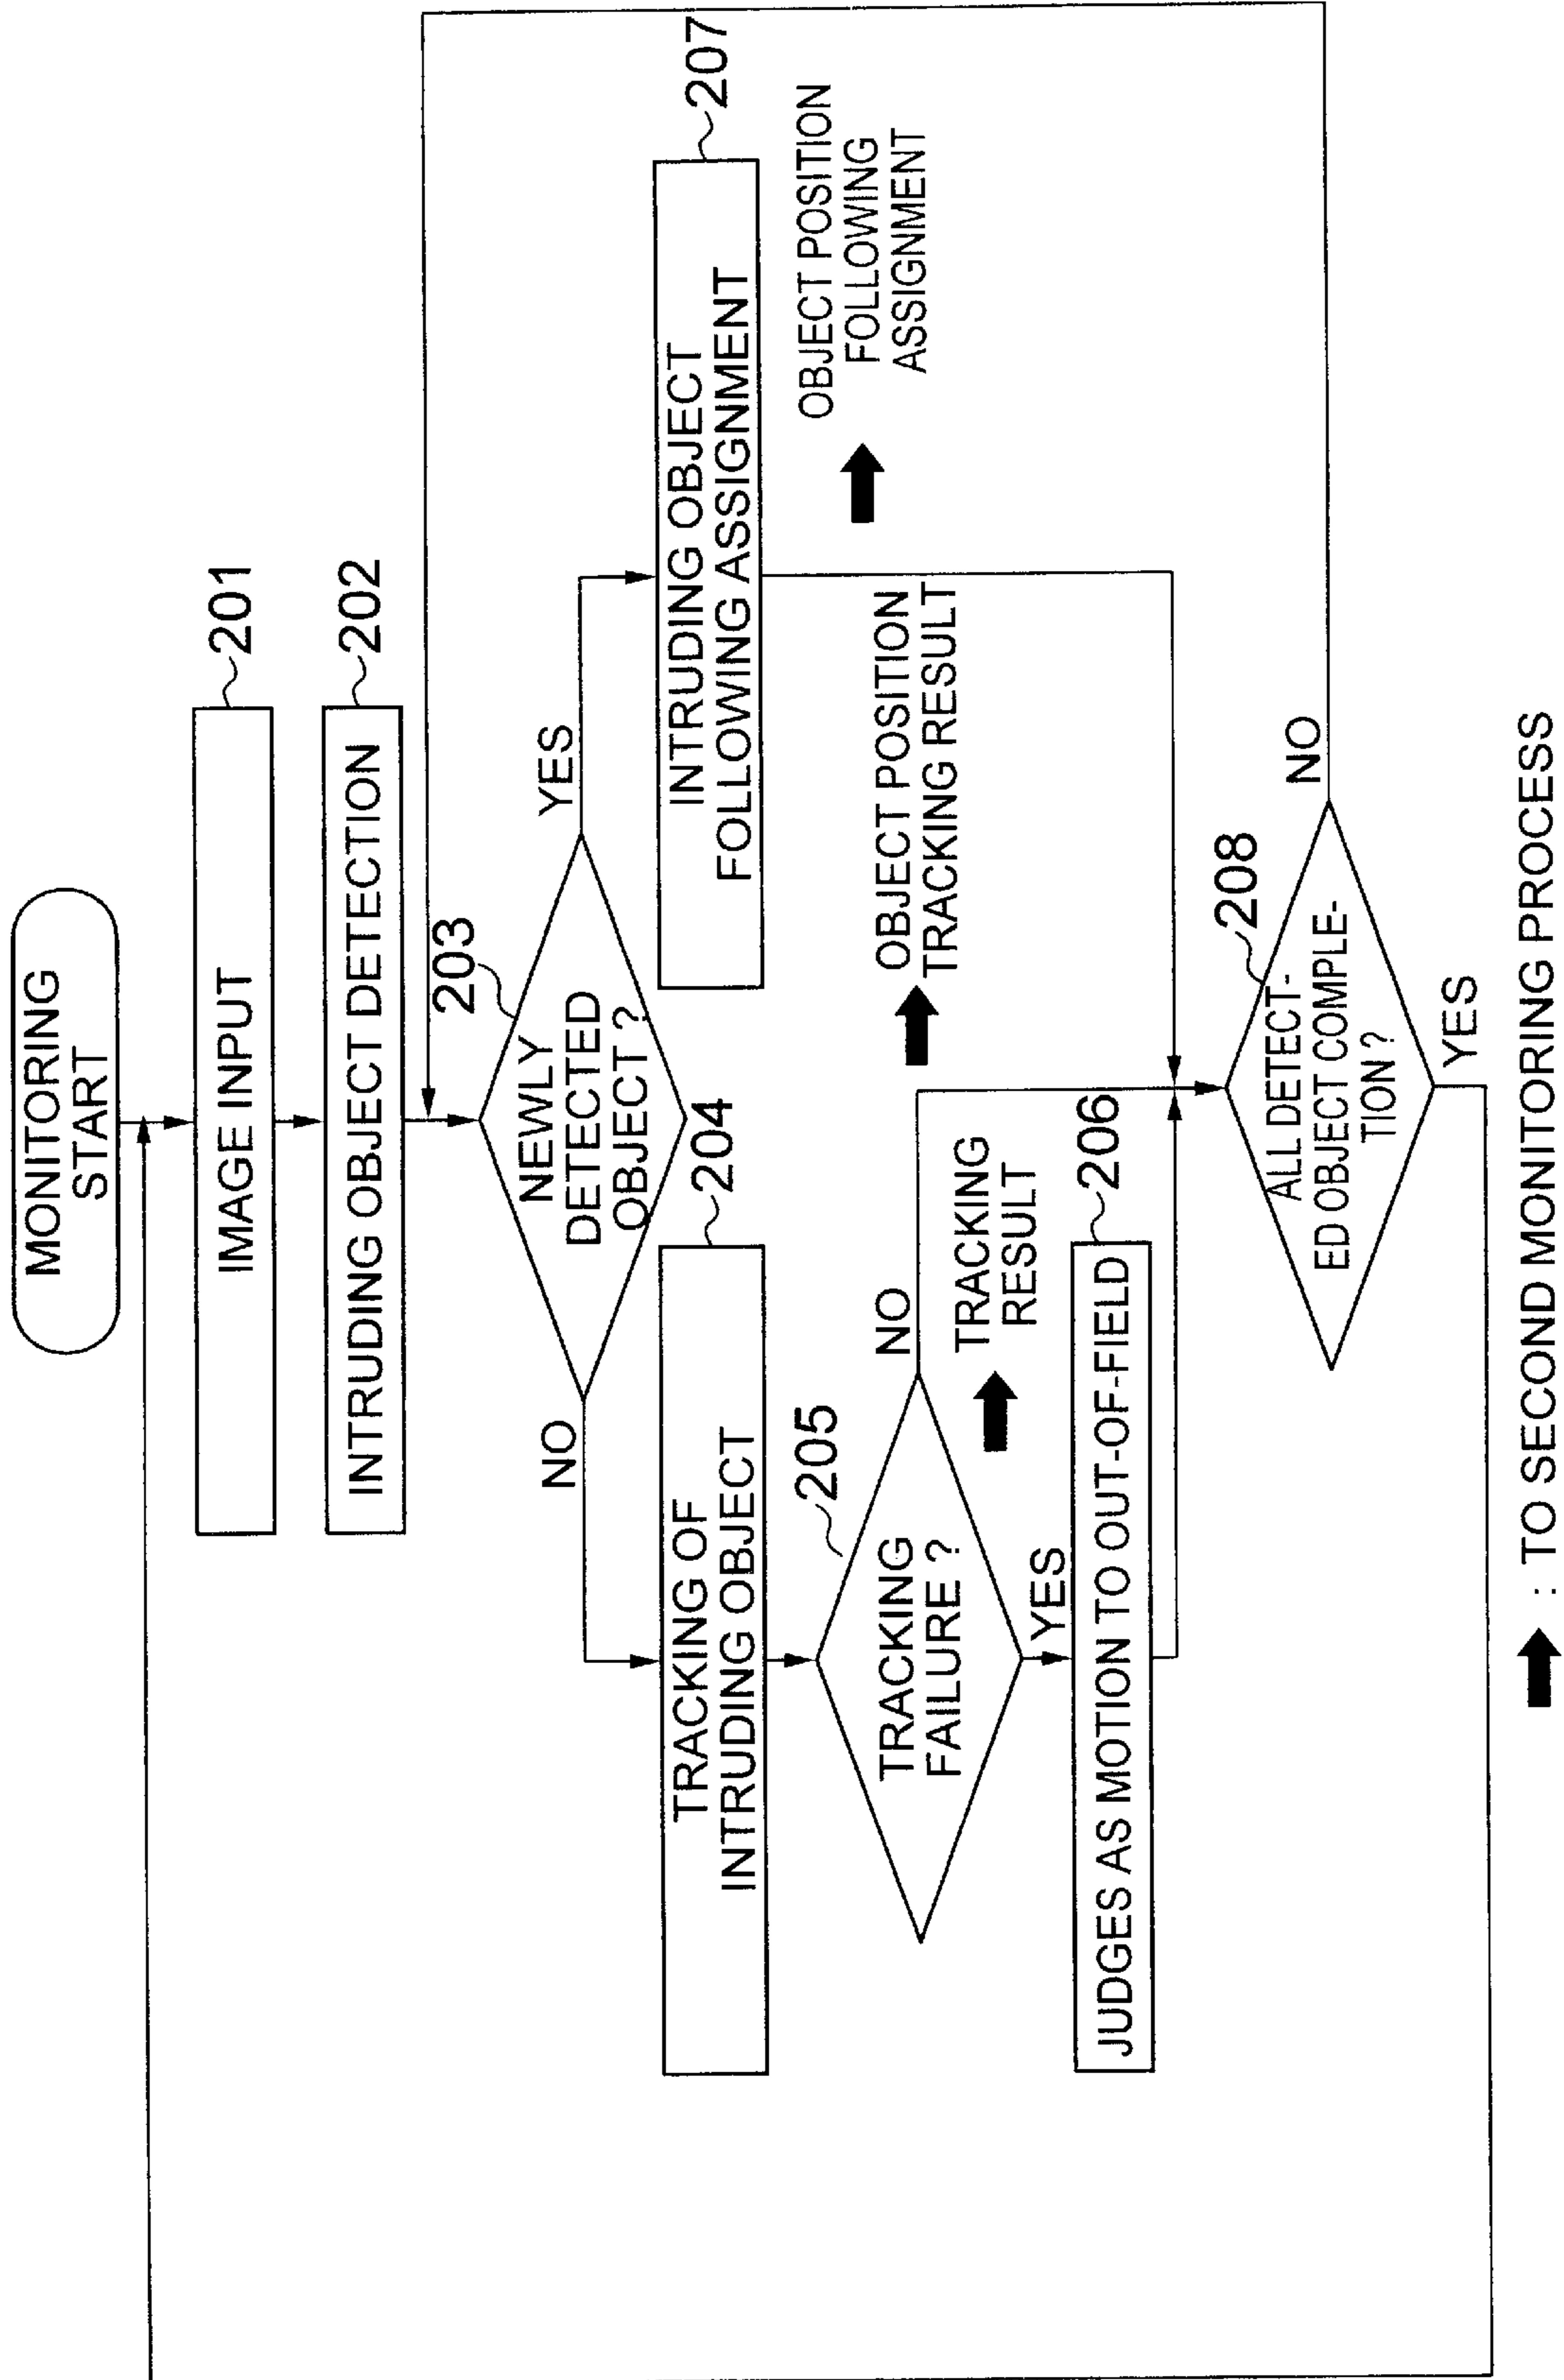 MONITORING
START
IMAGE INPUT
201
INTRUDING OBJECT DETECTION
202
203
NEWLY
DETECTED
OBJECT ?
NO
YES
TRACKING OF
INTRUDING OBJECT
204
INTRUDING OBJECT
FOLLOWING ASSIGNMENT
207
OBJECT POSITION
FOLLOWING
ASSIGNMENT
205
TRACKING
FAILURE ?
NO
YES
OBJECT POSITION
TRACKING RESULT
TRACKING
RESULT
JUDGES AS MOTION TO OUT-OF-FIELD
206
208
ALL DETECT-
ED OBJECT COMPLE-
TION ?
NO
YES
: TO SECOND MONITORING PROCESS